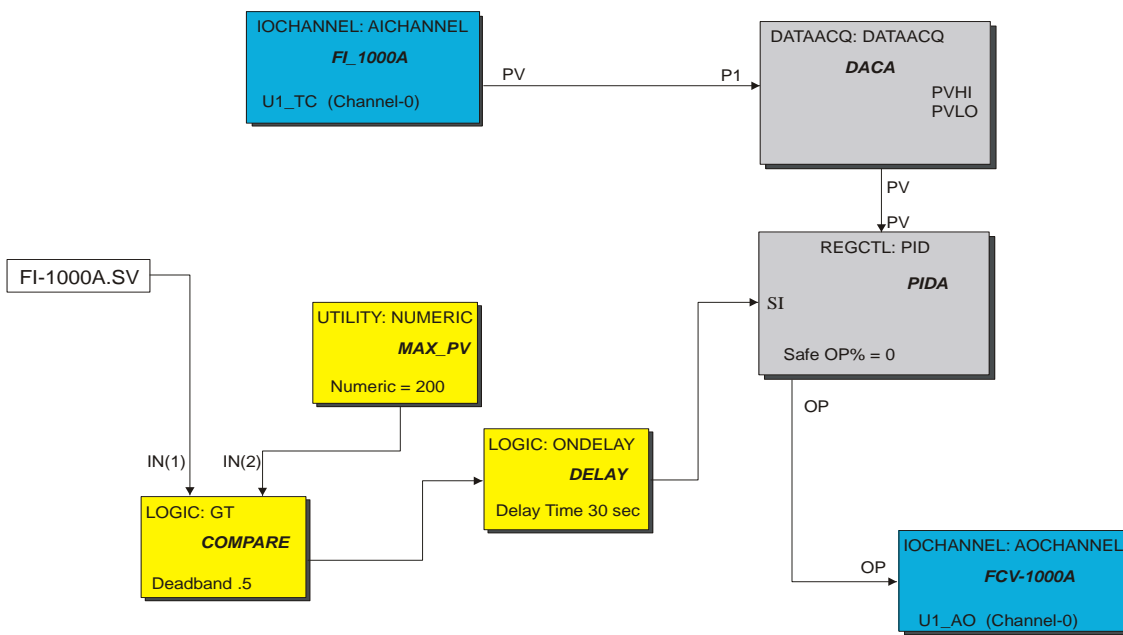 IOCHANNEL: AICHANNEL
FI_1000A
U1_TC (Channel-0)
PV
P1
DATAACQ: DATAACQ
DACA
PVHI
PVLO
PV
PV
REGCTL: PID
PIDA
SI
Safe OP% = 0
FI-1000A.SV
UTILITY: NUMERIC
MAX_PV
Numeric = 200
OP
IN(1)
IN(2)
LOGIC: ONDELAY
DELAY
Delay Time 30 sec
LOGIC: GT
COMPARE
Deadband .5
OP
IOCHANNEL: AOCHANNEL
FCV-1000A
U1_AO (Channel-0)